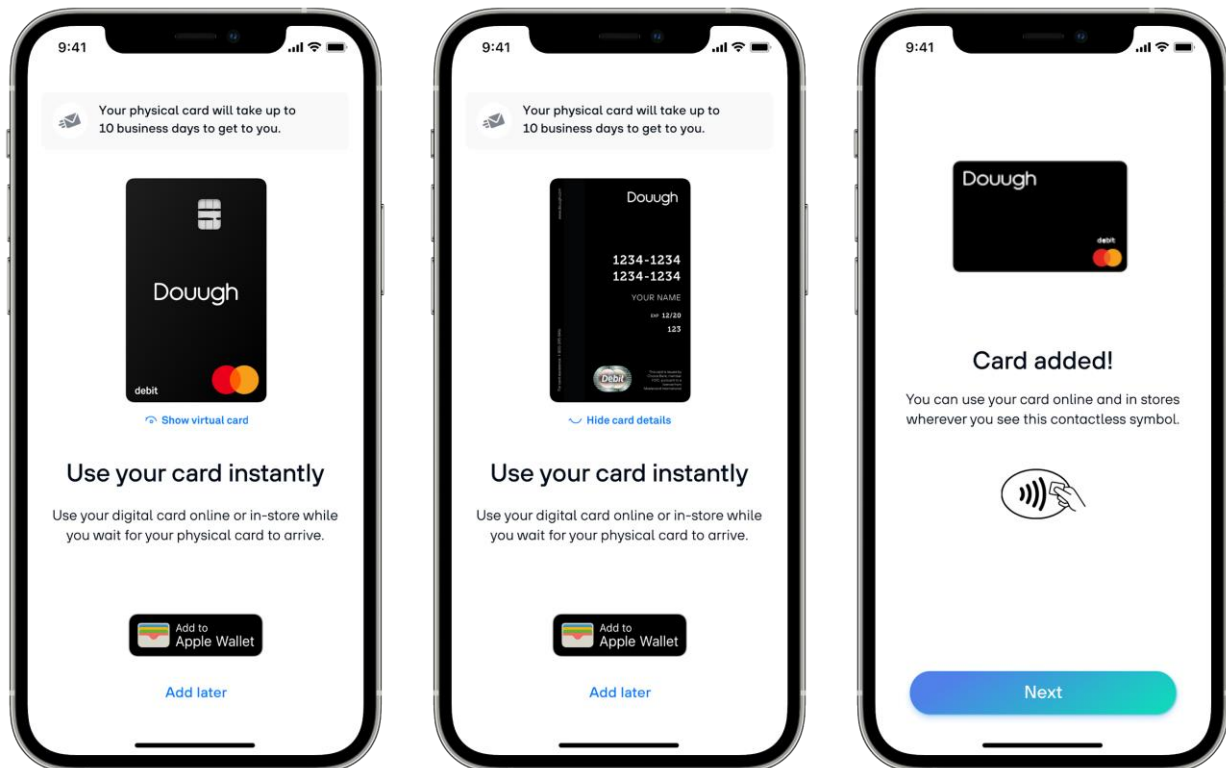 9:41
Your physical card will take up to
10 business days to get to you.
Douugh
debit
Show virtual card
Use your card instantly
Use your digital card online or in-store while
you wait for your physical card to arrive.
Add to
Apple Wallet
Add later
9:41
Your physical card will take up to
10 business days to get to you.
Douugh
1234-1234
1234-1234
YOUR NAME
EXP 12/20
123
Debit
Hide card details
Use your card instantly
Use your digital card online or in-store while
you wait for your physical card to arrive.
Add to
Apple Wallet
Add later
9:41
Douugh
debit
Card added!
You can use your card online and in stores
wherever you see this contactless symbol.
Next